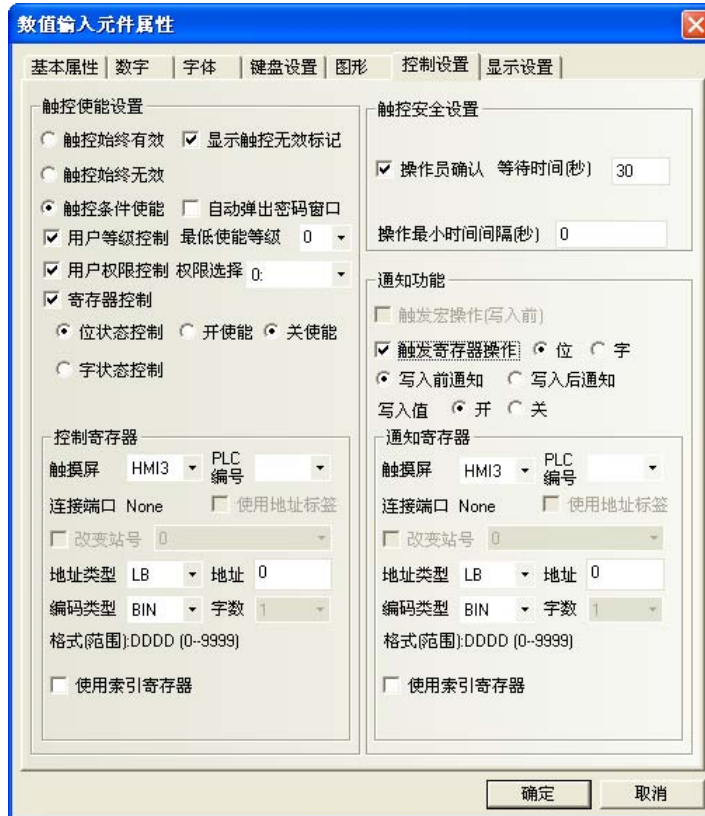 数值输入元件属性
基本属性 数字 字体 键盘设置 图形 控制设置 显示设置
触控使能设置
触控始终有效 显示触控无效标记
触控始终无效
触控条件使能 自动弹出密码窗口
用户等级控制 最低使能等级 0
用户权限控制 权限选择 0:
寄存器控制
位状态控制 开使能 关使能
字状态控制
控制寄存器
触摸屏 HMI3 PLC编号
连接端口 None 使用地址标签
改变站号 0
地址类型 LB 地址 0
编码类型 BIN 字数 1
格式(范围):DDDD (0--9999)
使用索引寄存器
触控安全设置
操作员确认 等待时间(秒) 30
操作最小时间间隔(秒) 0
通知功能
触发宏操作(写入前)
触发寄存器操作 位 字
写入前通知 写入后通知
写入值 开 关
通知寄存器
触摸屏 HMI3 PLC编号
连接端口 None 使用地址标签
改变站号 0
地址类型 LB 地址 0
编码类型 BIN 字数 1
格式(范围):DDDD (0--9999)
使用索引寄存器
确定 取消